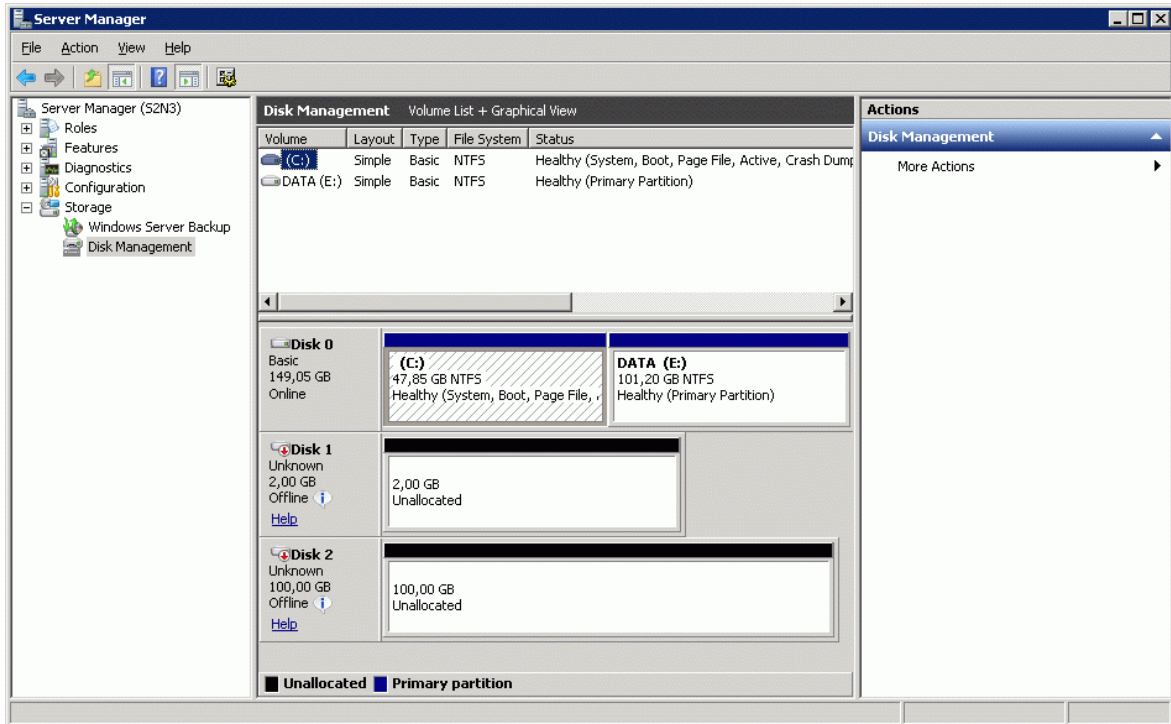 Server Manager
File Action View Help
Server Manager (S2N3)
Roles
Features
Diagnostics
Configuration
Storage
Windows Server Backup
Disk Management
Disk Management Volume List + Graphical View
Volume Layout Type File System Status
(C:) Simple Basic NTFS Healthy (System, Boot, Page File, Active, Crash Dump
DATA (E:) Simple Basic NTFS Healthy (Primary Partition)
Disk 0
Basic
149,05 GB
Online
(C:)
47,85 GB NTFS
Healthy (System, Boot, Page File,
DATA (E:)
101,20 GB NTFS
Healthy (Primary Partition)
Disk 1
Unknown
2,00 GB
Offline
Help
2,00 GB
Unallocated
Disk 2
Unknown
100,00 GB
Offline
Help
100,00 GB
Unallocated
Unallocated Primary partition
Actions
Disk Management
More Actions